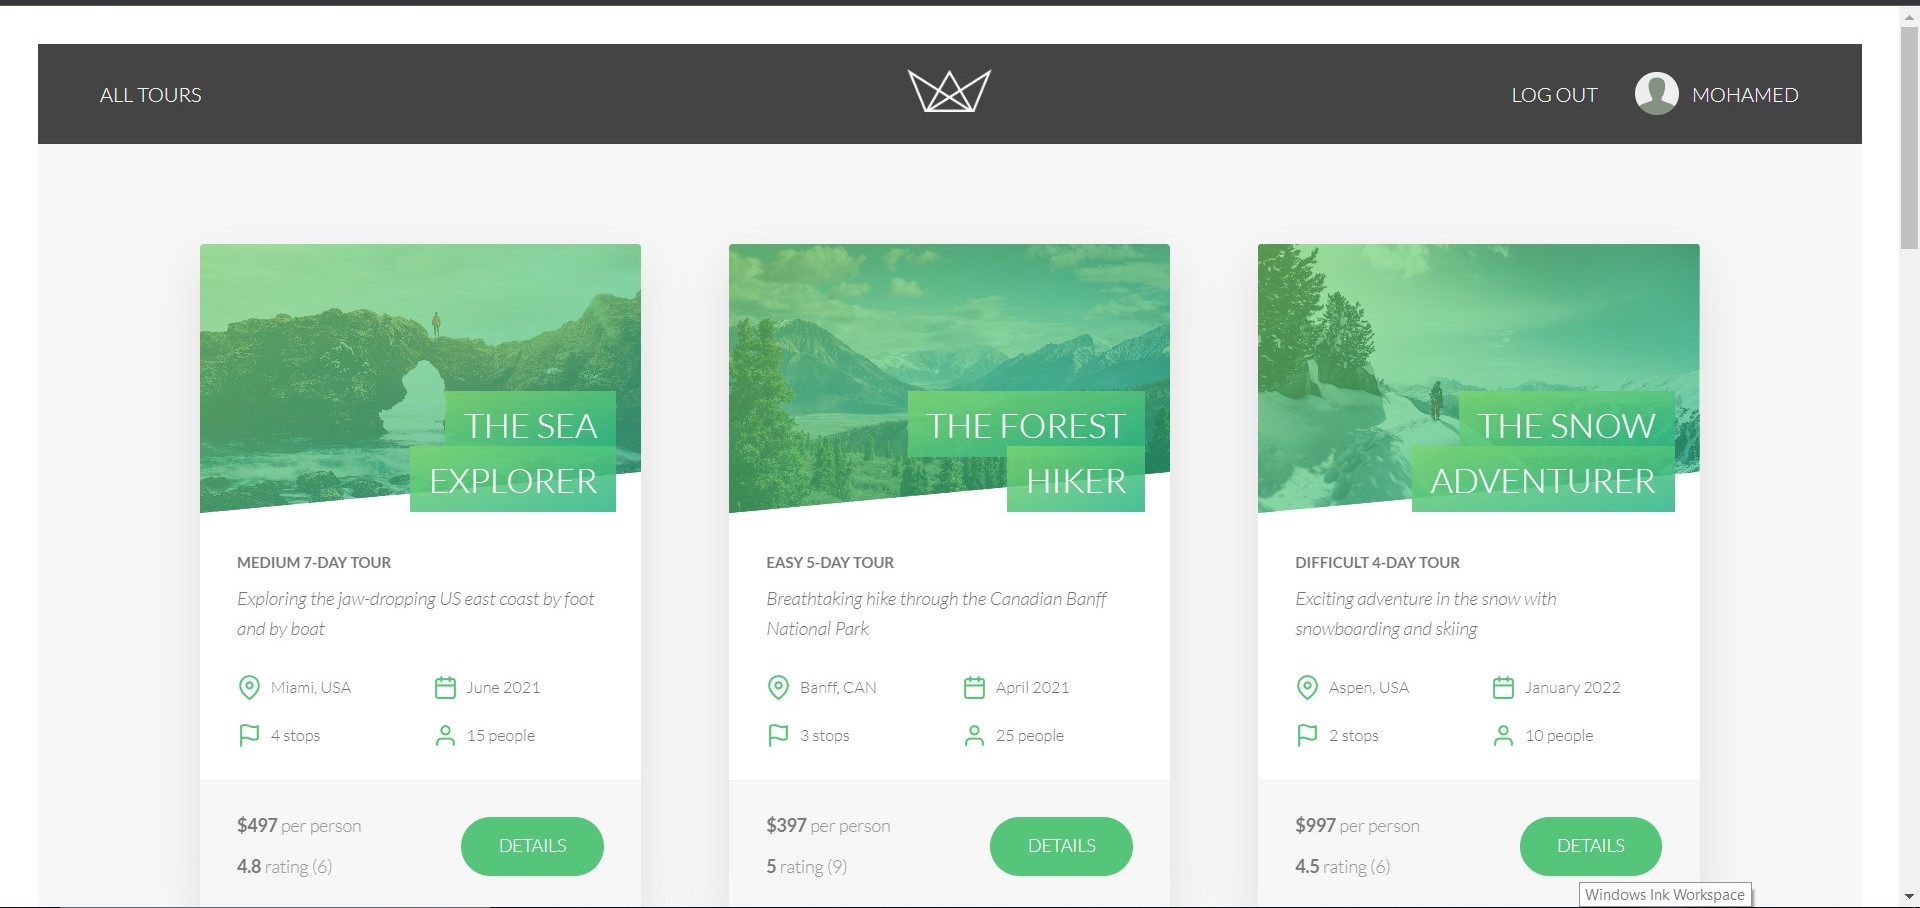 ALL TOURS
LOG OUT
MOHAMED
THE SEA
EXPLORER
MEDIUM 7-DAY TOUR
Exploring the jaw-dropping US east coast by foot
and by boat
Miami, USA
June 2021
4 stops
15 people
$497 per person
4.8 rating (6)
DETAILS
THE FOREST
HIKER
EASY 5-DAY TOUR
Breathtaking hike through the Canadian Banff
National Park
Banff, CAN
April 2021
3 stops
25 people
$397 per person
5 rating (9)
DETAILS
THE SNOW
ADVENTURER
DIFFICULT 4-DAY TOUR
Exciting adventure in the snow with
snowboarding and skiing
Aspen, USA
January 2022
2 stops
10 people
$997 per person
4.5 rating (6)
DETAILS
Windows Ink Workspace